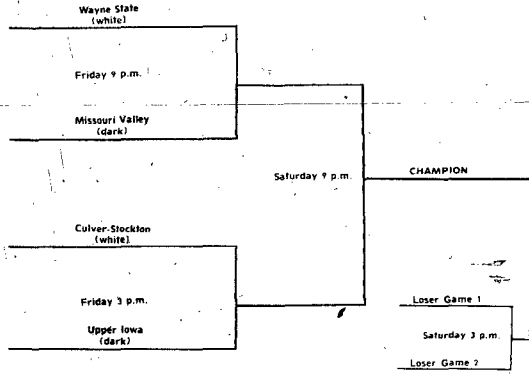 Wayne State
(white)
Friday 9 p.m.
Missouri Valley
(dark)
Saturday 9 p.m.
CHAMPION
Culver-Stockton
(white)
Friday 3 p.m.
Upper Iowa
(dark)
Loser Game 1
Saturday 3 p.m.
Loser Game 2